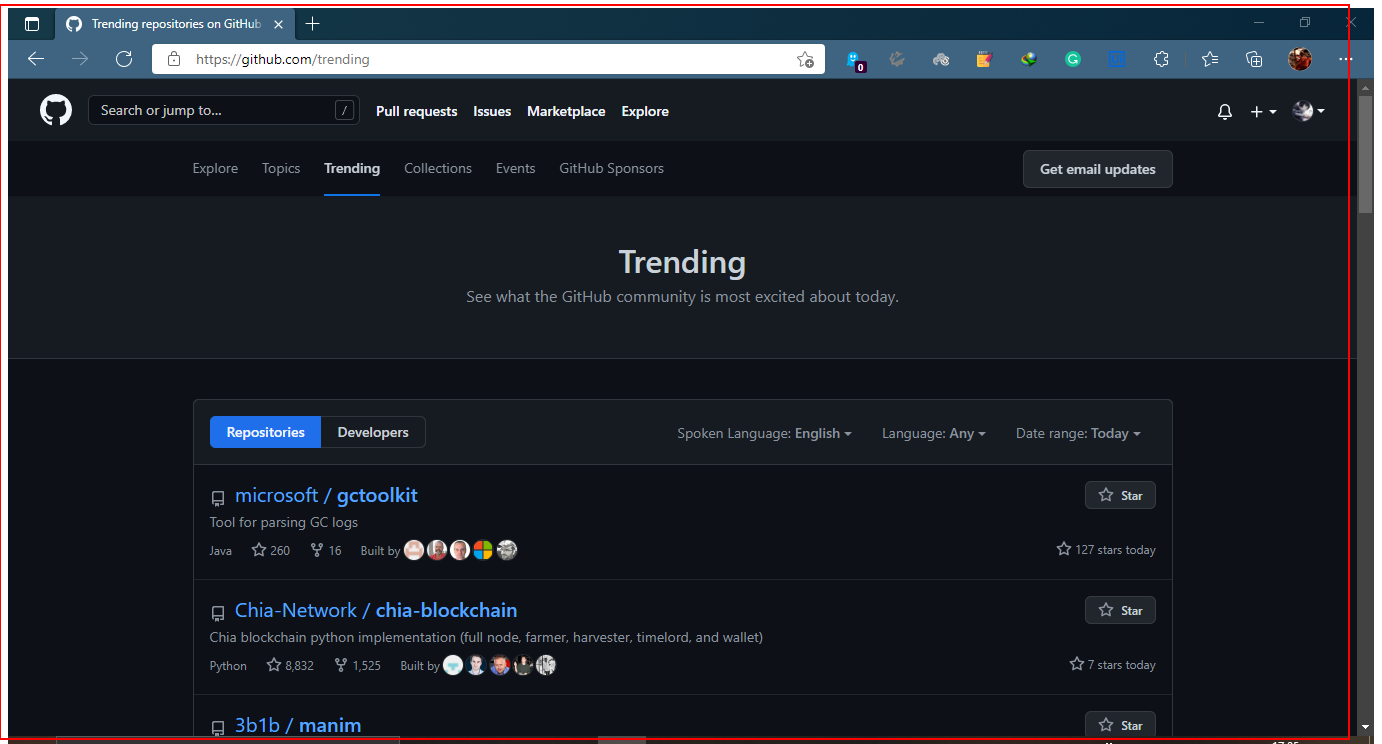 Trending repositories on GitHub
https://github.com/trending
0
Search or jump to... /
Pull requests Issues Marketplace Explore
Explore Topics Trending Collections Events GitHub Sponsors Get email updates
Trending
See what the GitHub community is most excited about today.
Repositories Developers Spoken Language: English Language: Any Date range: Today
microsoft / gctoolkit Star
Tool for parsing GC logs
Java 260 16 Built by 127 stars today
Chia-Network / chia-blockchain Star
Chia blockchain python implementation (full node, farmer, harvester, timelord, and wallet)
Python 8,832 1,525 Built by 7 stars today
3b1b / manim Star